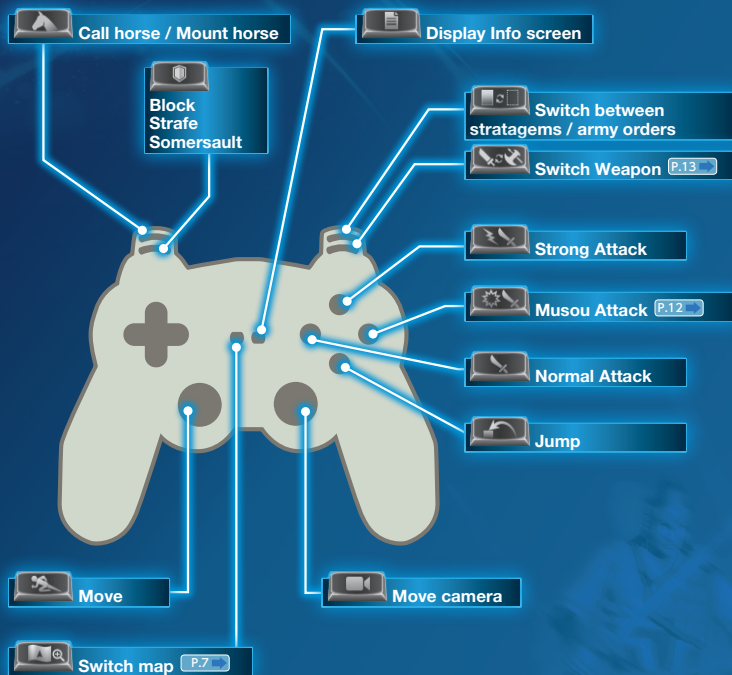 Call horse / Mount horse
Display Info screen
Block
Strafe
Somersault
Switch between
stratagems / army orders
Switch Weapon P.13
Strong Attack
Musou Attack P.12
Normal Attack
Jump
Move
Move camera
Switch map P.7